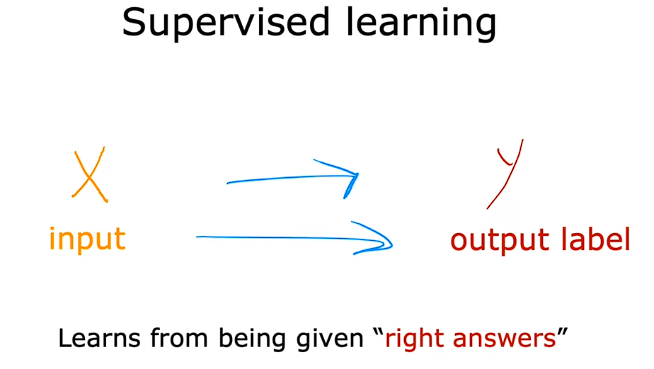 Supervised learning
X y
input output label
Learns from being given “right answers”